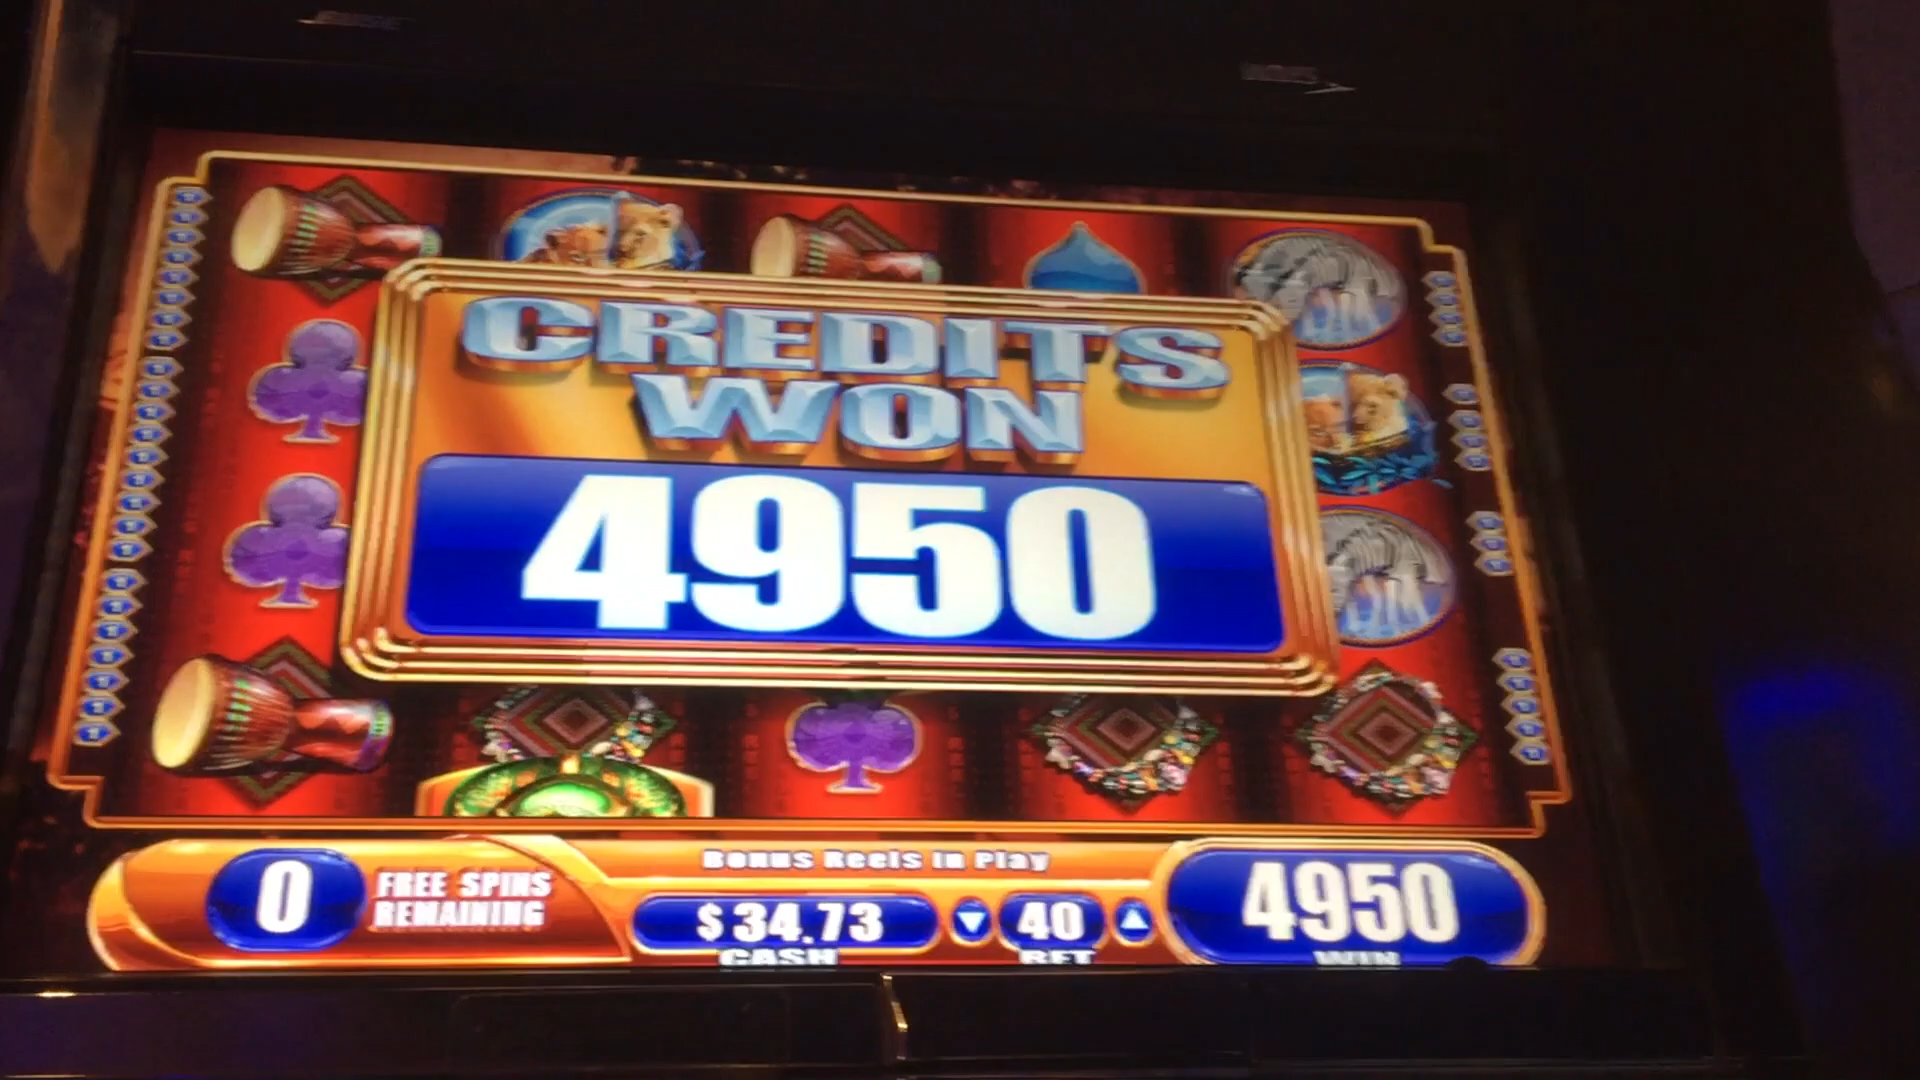 CREDITS
WON
4950
0
FREE SPINS
REMAINING
Bonus Reels In Play
$34.73
CASH
40
BET
4950
WIN